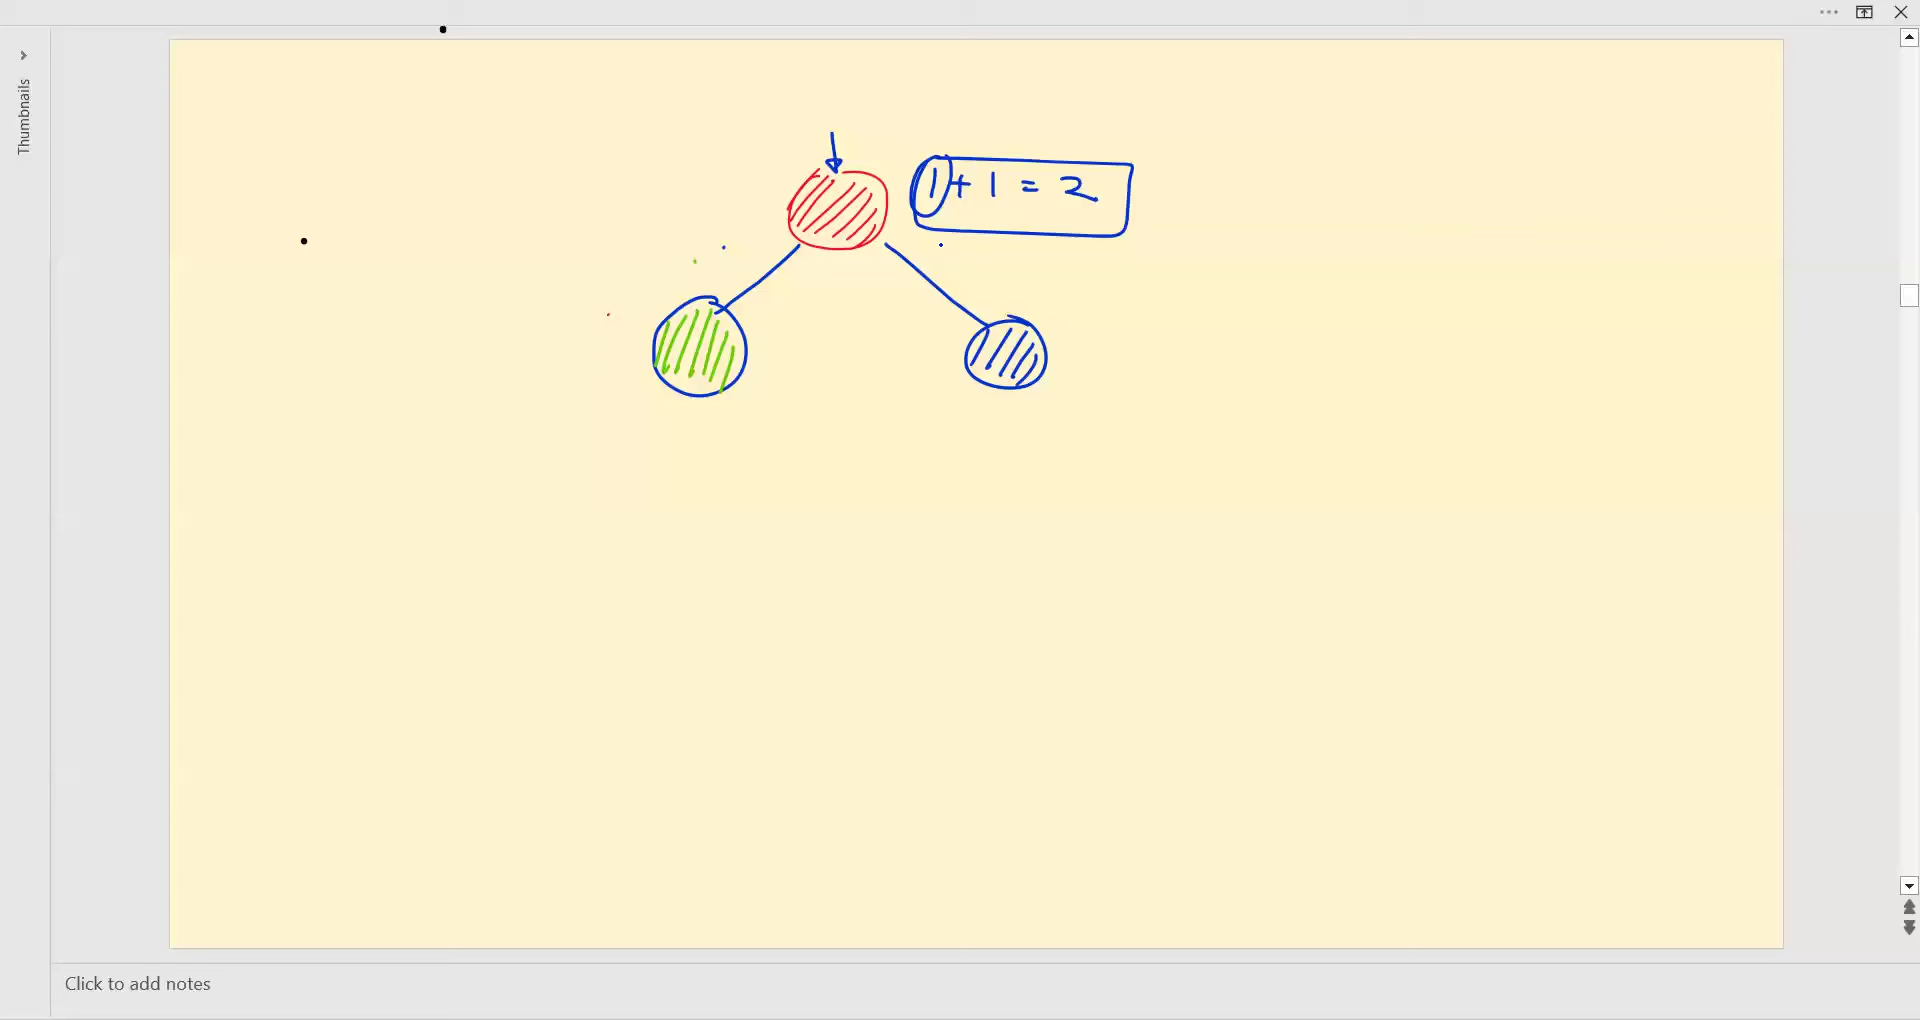 Thumbnails
1 + 1 = 2
Click to add notes